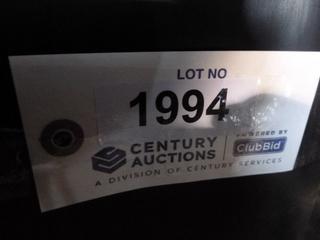 LOT NO
1994
CENTURY AUCTIONS
POWERED BY
ClubBid
A DIVISION OF CENTURY SERVICES